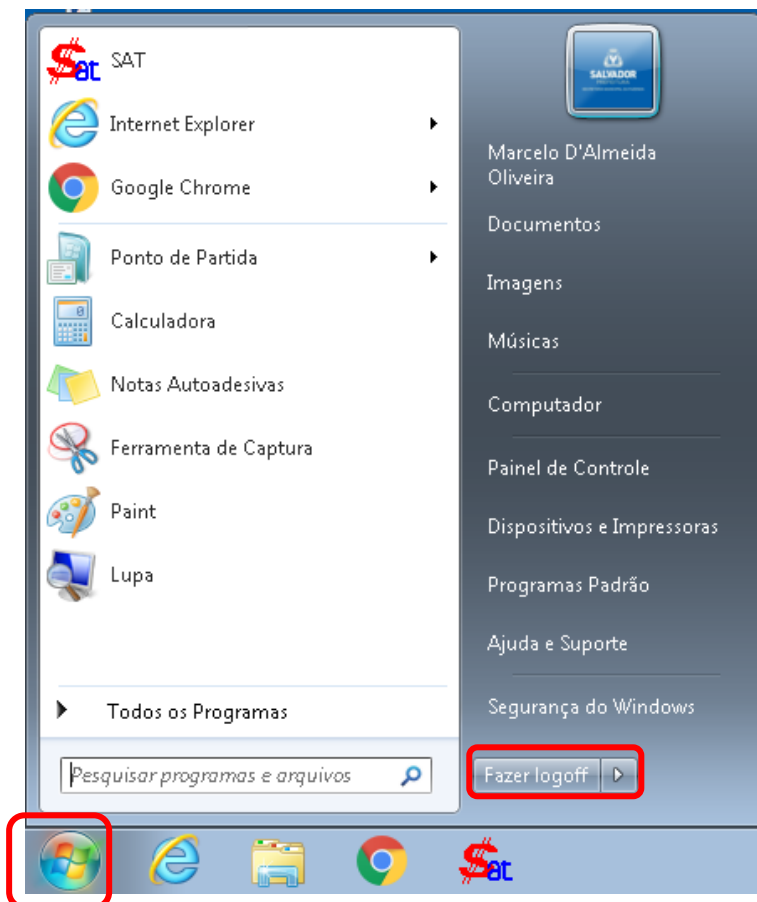 SAT
Internet Explorer
Google Chrome
Ponto de Partida
Calculadora
Notas Autoadesivas
Ferramenta de Captura
Paint
Lupa
Todos os Programas
Pesquisar programas e arquivos
SALVADOR
PREFEITURA
Marcelo D'Almeida
Oliveira
Documentos
Imagens
Músicas
Computador
Painel de Controle
Dispositivos e Impressoras
Programas Padrão
Ajuda e Suporte
Segurança do Windows
Fazer logoff
$at